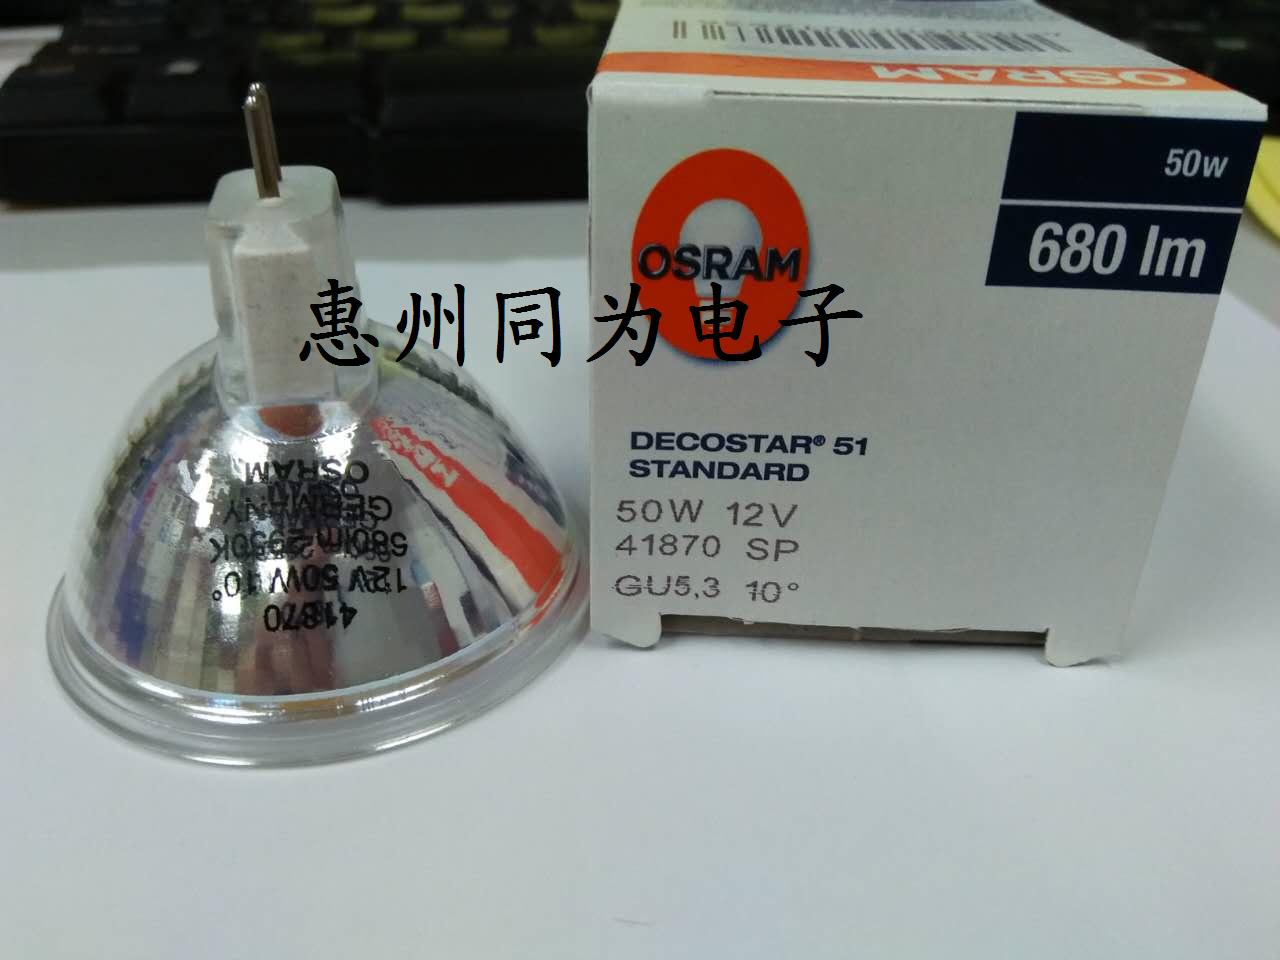 OSRAM
50w
680 lm
OSRAM
惠州同为电子
DECOSTAR® 51
STANDARD
50W 12V
41870 SP
GU5,3 10°
41870
12V 50W 10°
580lm 2950K
GERMANY
OSRAM